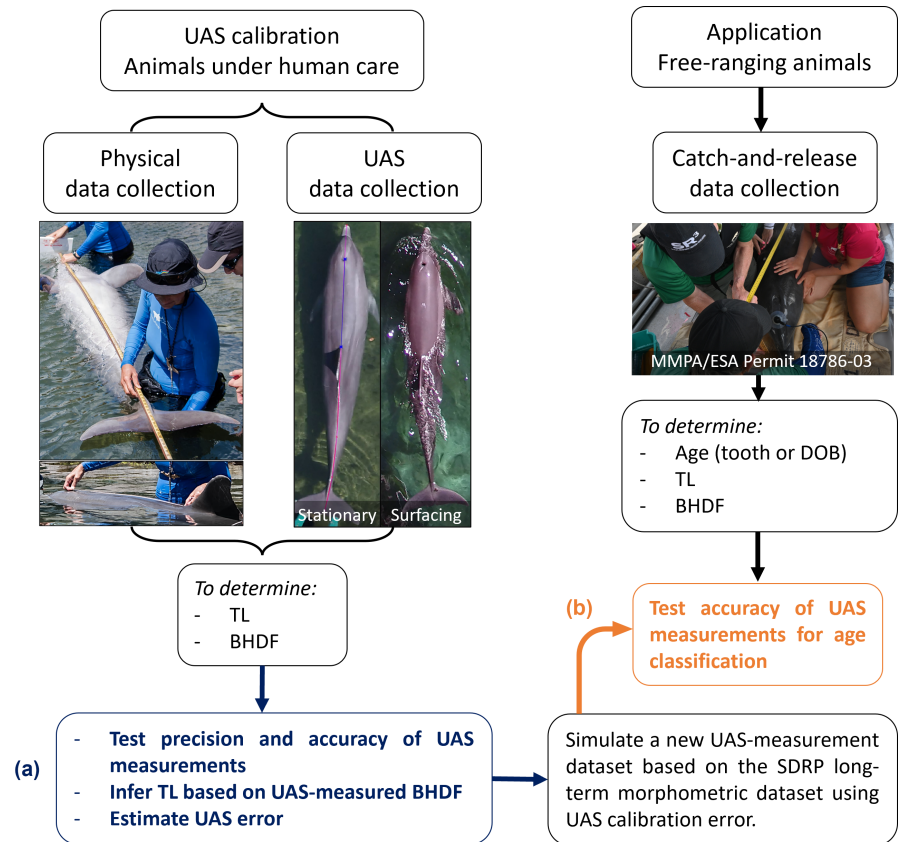 UAS calibration
Animals under human care
Physical
data collection
UAS
data collection
Stationary
Surfacing
To determine:
- TL
- BHDF
(a)
- Test precision and accuracy of UAS
measurements
- Infer TL based on UAS-measured BHDF
- Estimate UAS error
Application
Free-ranging animals
Catch-and-release
data collection
SR³
MMPA/ESA Permit 18786-03
To determine:
- Age (tooth or DOB)
- TL
- BHDF
(b)
Test accuracy of UAS
measurements for age
classification
Simulate a new UAS-measurement
dataset based on the SDRP long-
term morphometric dataset using
UAS calibration error.